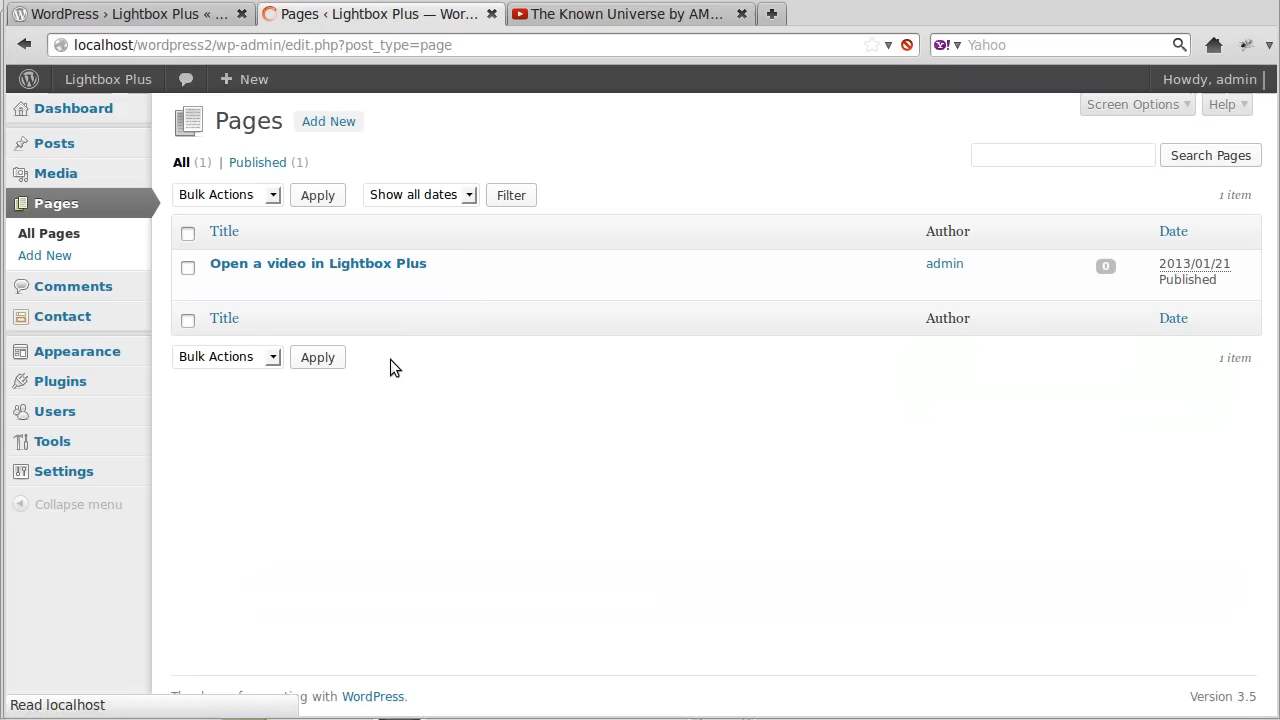 WordPress › Lightbox Plus « ...
Pages ‹ Lightbox Plus — Wor...
The Known Universe by AM...
localhost/wordpress2/wp-admin/edit.php?post_type=page
Y!
Yahoo
Lightbox Plus
New
Howdy, admin
Dashboard
Posts
Media
Pages
All Pages
Add New
Comments
Contact
Appearance
Plugins
Users
Tools
Settings
Collapse menu
Pages
Add New
Screen Options
Help
All (1) | Published (1)
Search Pages
Bulk Actions
Apply
Show all dates
Filter
1 item
Title
Author
Date
Open a video in Lightbox Plus
admin
0
2013/01/21
Published
Title
Author
Date
Bulk Actions
Apply
1 item
ng with WordPress.
Version 3.5
Read localhost